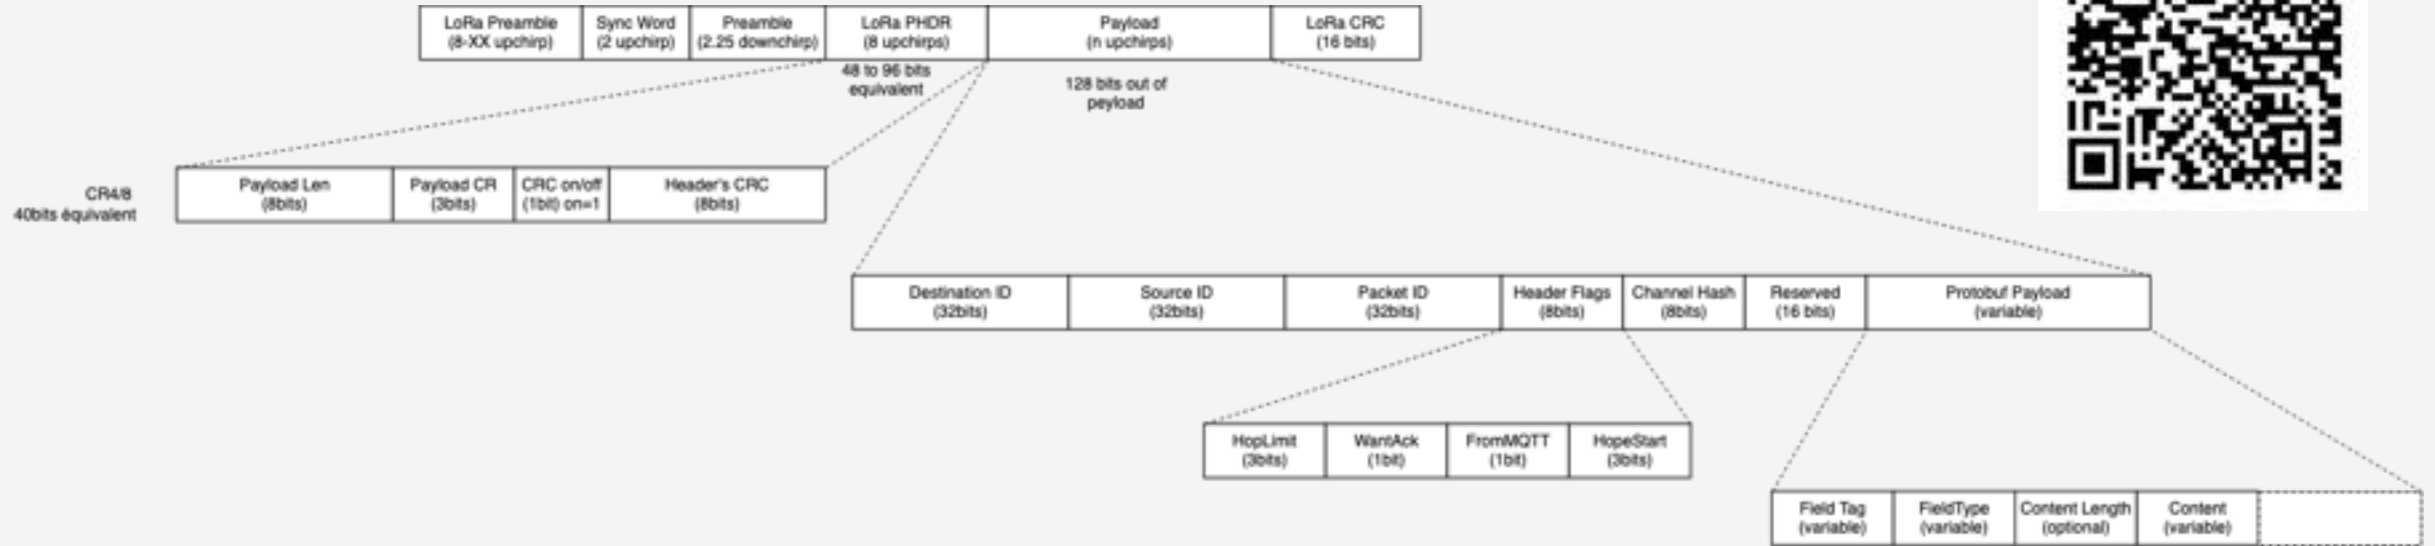 LoRa Preamble
(8-XX upchirp)
Sync Word
(2 upchirp)
Preamble
(2.25 downchirp)
LoRa PHDR
(8 upchirps)
Payload
(n upchirps)
LoRa CRC
(16 bits)
48 to 96 bits
equivalent
128 bits out of
peyload
CR4/8
40bits équivalent
Payload Len
(8bits)
Payload CR
(3bits)
CRC on/off
(1bit) on=1
Header's CRC
(8bits)
Destination ID
(32bits)
Source ID
(32bits)
Packet ID
(32bits)
Header Flags
(8bits)
Channel Hash
(8bits)
Reserved
(16 bits)
Protobuf Payload
(variable)
HopLimit
(3bits)
WantAck
(1bit)
FromMQTT
(1bit)
HopeStart
(3bits)
Field Tag
(variable)
FieldType
(variable)
Content Length
(optional)
Content
(variable)